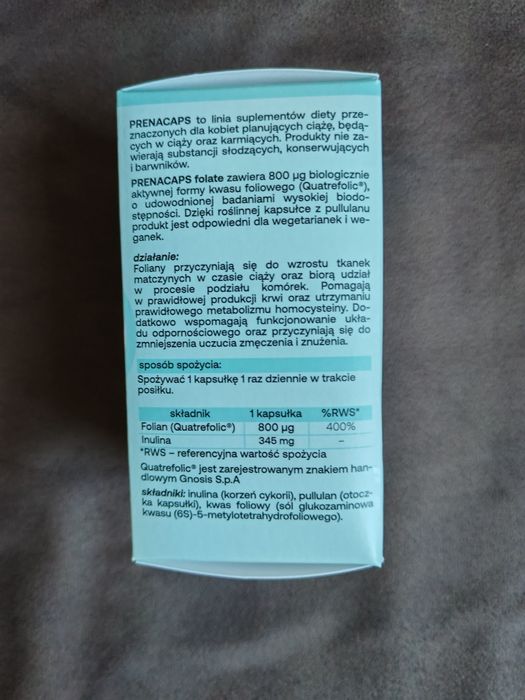 PRENACAPS to linia suplementów diety prze-
znaczonych dla kobiet planujących ciążę, będą-
cych w ciąży oraz karmiących. Produkty nie za-
wierają substancji słodzących, konserwujących
i barwników.
PRENACAPS folate zawiera 800 µg biologicznie
aktywnej formy kwasu foliowego (Quatrefolic®),
o udowodnionej badaniami wysokiej biodo-
stępności. Dzięki roślinnej kapsułce z pullulanu
produkt jest odpowiedni dla wegetarianek i we-
ganek.
działanie:
Foliany przyczyniają się do wzrostu tkanek
matczynych w czasie ciąży oraz biorą udział
w procesie podziału komórek. Pomagają
w prawidłowej produkcji krwi oraz utrzymaniu
prawidłowego metabolizmu homocysteiny. Do-
datkowo wspomagają funkcjonowanie ukła-
du odpornościowego oraz przyczyniają się do
zmniejszenia uczucia zmęczenia i znużenia.
sposób spożycia:
Spożywać 1 kapsułkę 1 raz dziennie w trakcie
posiłku.
składnik 1 kapsułka %RWS*
Folian (Quatrefolic®) 800 µg 400%
Inulina 345 mg –
*RWS – referencyjna wartość spożycia
Quatrefolic® jest zarejestrowanym znakiem han-
dlowym Gnosis S.p.A
składniki: inulina (korzeń cykorii), pullulan (otocz-
ka kapsułki), kwas foliowy (sól glukozaminowa
kwasu (6S)-5-metylotetrahydrofoliowego).